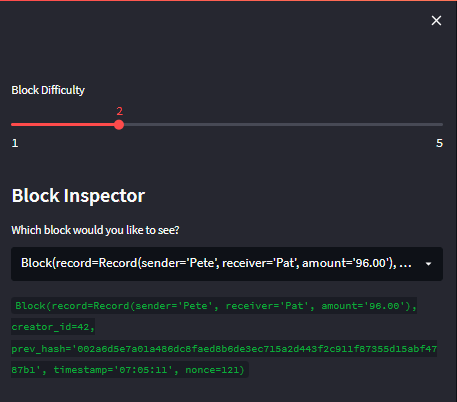 ×
Block Difficulty
2
1 5
Block Inspector
Which block would you like to see?
Block(record=Record(sender='Pete', receiver='Pat', amount='96.00'), ...
Block(record=Record(sender='Pete', receiver='Pat', amount='96.00'),
creator_id=42,
prev_hash='002a6d5e7a01a486dc8faed8b6de3ec715a2d443f2c911f87355d15abf47
87b1', timestamp='07:05:11', nonce=121)